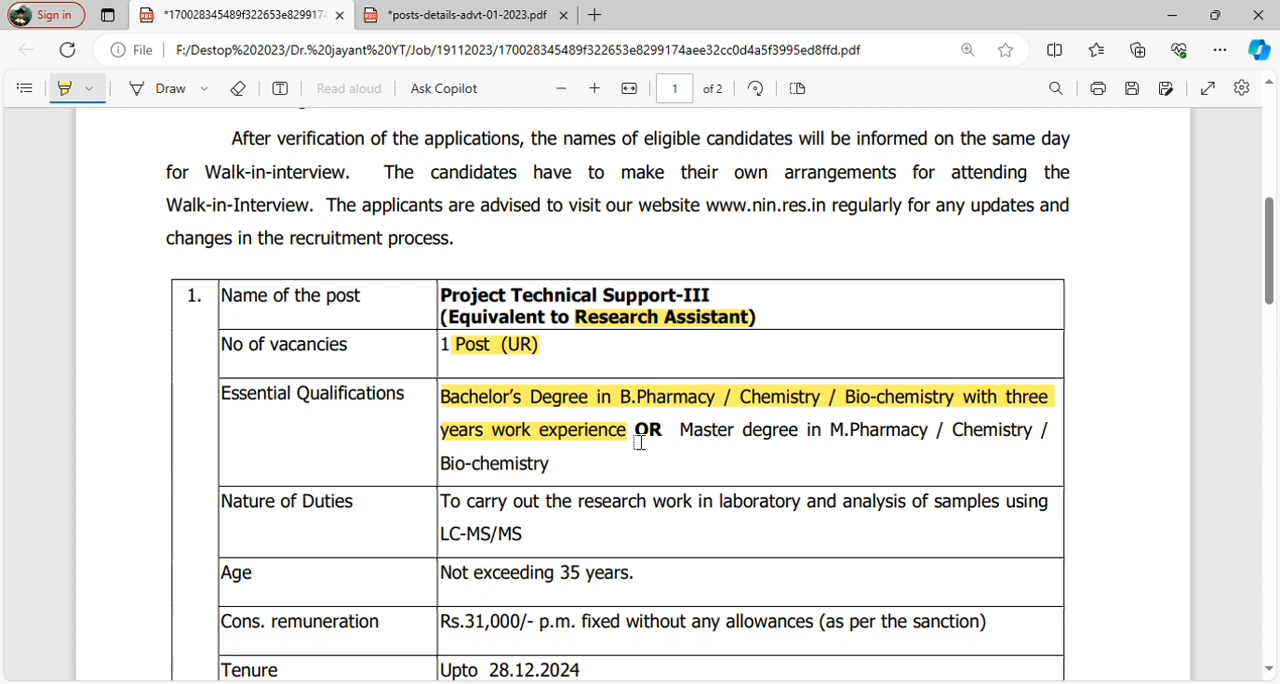 Sign in
*170028345489f322653e829917
*posts-details-advt-01-2023.pdf
File
F:/Destop%202023/Dr.%20jayant%20YT/Job/19112023/170028345489f322653e8299174aee32cc0d4a5f3995ed8ffd.pdf
Draw
Read aloud
Ask Copilot
1
of 2
After verification of the applications, the names of eligible candidates will be informed on the same day
for Walk-in-interview. The candidates have to make their own arrangements for attending the
Walk-in-Interview. The applicants are advised to visit our website www.nin.res.in regularly for any updates and
changes in the recruitment process.
1. Name of the post
Project Technical Support-III
(Equivalent to Research Assistant)
No of vacancies
1 Post (UR)
Essential Qualifications
Bachelor's Degree in B.Pharmacy / Chemistry / Bio-chemistry with three
years work experience OR Master degree in M.Pharmacy / Chemistry /
Bio-chemistry
Nature of Duties
To carry out the research work in laboratory and analysis of samples using
LC-MS/MS
Age
Not exceeding 35 years.
Cons. remuneration
Rs.31,000/- p.m. fixed without any allowances (as per the sanction)
Tenure
Upto 28.12.2024